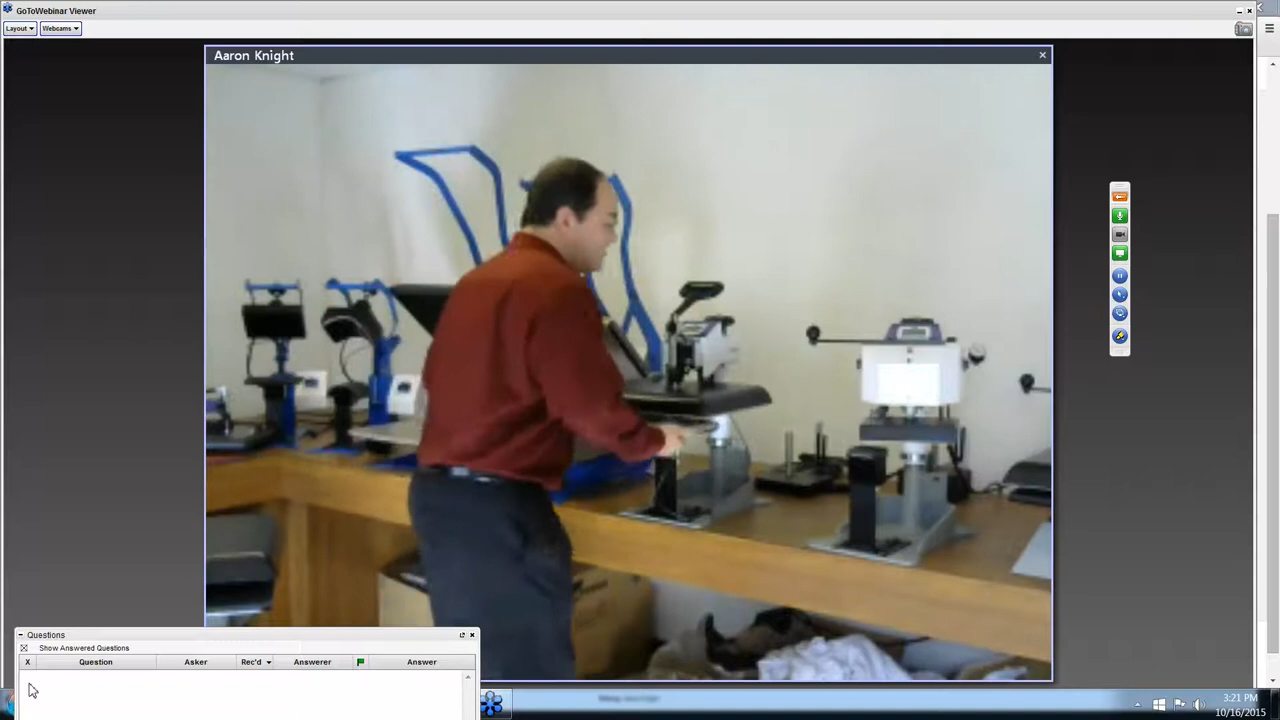 GoToWebinar Viewer
Layout
Webcams
Aaron Knight
Questions
Show Answered Questions
X Question Asker Rec'd Answerer Answer
3:21 PM
10/16/2015